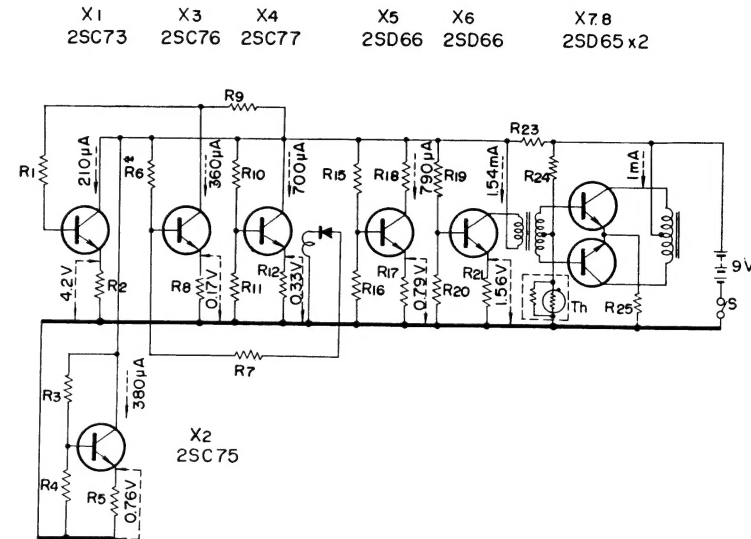 X1 X3 X4 X5 X6 X7.8
2SC73 2SC76 2SC77 2SD66 2SD66 2SD65x2
R9
R23
R1 210μA R6* 360μA R10 700μA R15 R18 790μA R19 1.54mA R24 1mA
4.2V R2 R8 0.17V R11 R12 0.33V R16 R17 0.79V R20 R21 1.56V Th R25 9V S
R7
R3 380μA
X2
2SC75
R4 R5 0.76V